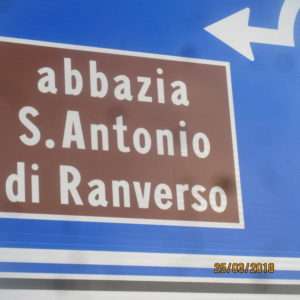 abbazia
S. Antonio
di Ranverso
25/03/2018